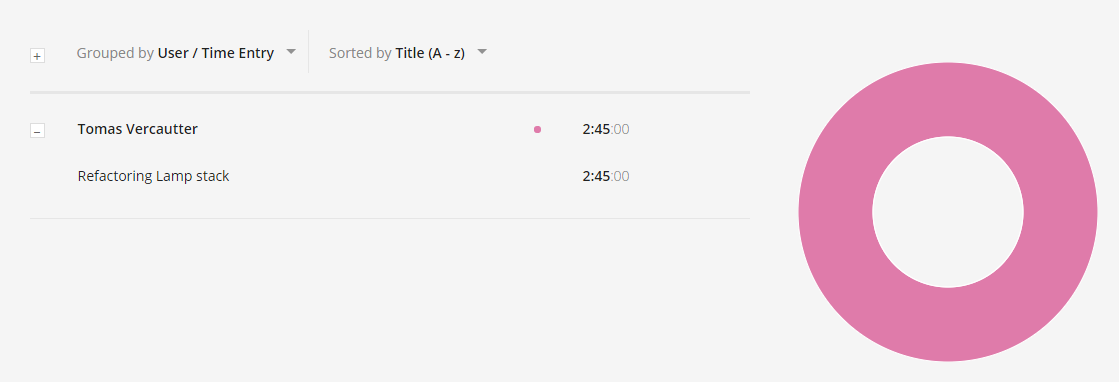 Grouped by User / Time Entry Sorted by Title (A - z)
Tomas Vercautter 2:45:00
Refactoring Lamp stack 2:45:00